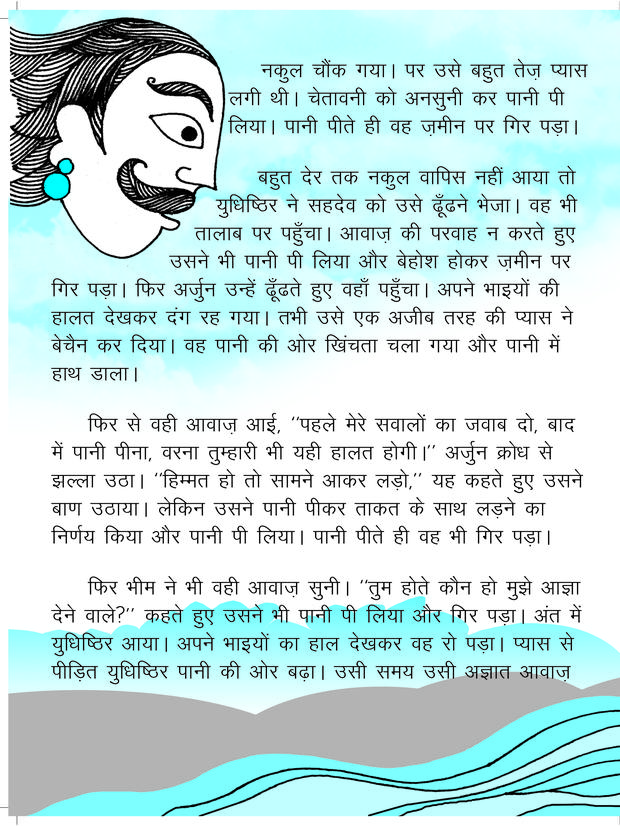 नकुल चौंक गया। पर उसे बहुत तेज़ प्यास
लगी थी। चेतावनी को अनसुनी कर पानी पी
लिया। पानी पीते ही वह ज़मीन पर गिर पड़ा।
बहुत देर तक नकुल वापिस नहीं आया तो
युधिष्ठिर ने सहदेव को उसे ढूँढने भेजा। वह भी
तालाब पर पहुँचा। आवाज़ की परवाह न करते हुए
उसने भी पानी पी लिया और बेहोश होकर ज़मीन पर
गिर पड़ा। फिर अर्जुन उन्हें ढूँढते हुए वहाँ पहुँचा। अपने भाइयों की
हालत देखकर दंग रह गया। तभी उसे एक अजीब तरह की प्यास ने
बेचैन कर दिया। वह पानी की ओर खिंचता चला गया और पानी में
हाथ डाला।
फिर से वही आवाज़ आई, ''पहले मेरे सवालों का जवाब दो, बाद
में पानी पीना, वरना तुम्हारी भी यही हालत होगी।'' अर्जुन क्रोध से
झल्ला उठा। ''हिम्मत हो तो सामने आकर लड़ो,'' यह कहते हुए उसने
बाण उठाया। लेकिन उसने पानी पीकर ताकत के साथ लड़ने का
निर्णय किया और पानी पी लिया। पानी पीते ही वह भी गिर पड़ा।
फिर भीम ने भी वही आवाज़ सुनी। ''तुम होते कौन हो मुझे आज्ञा
देने वाले?'' कहते हुए उसने भी पानी पी लिया और गिर पड़ा। अंत में
युधिष्ठिर आया। अपने भाइयों का हाल देखकर वह रो पड़ा। प्यास से
पीड़ित युधिष्ठिर पानी की ओर बढ़ा। उसी समय उसी अज्ञात आवाज़